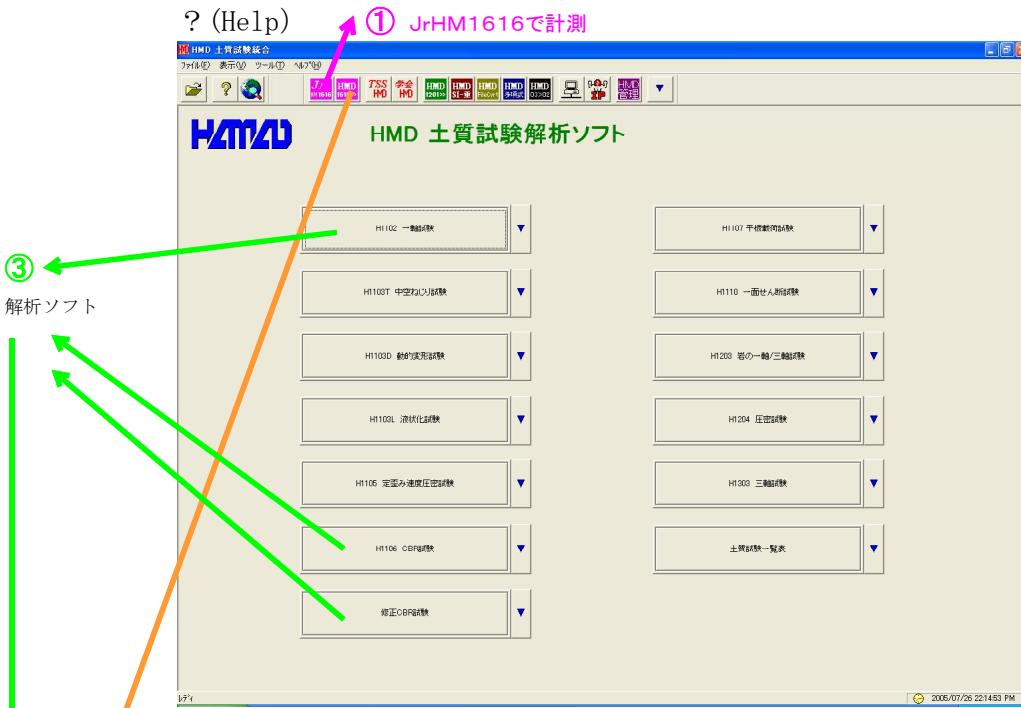 ? (Help)
① JrHM1616で計測
HMD 土質試験統合
ファイル(F) 表示(V) ツール(T) ヘルプ(H)
HAMAD
HMD 土質試験解析ソフト
H1102 一軸試験
H1107 平板載荷試験
③
解析ソフト
H1103T 中空ねじり試験
H1110 一面せん断試験
H1103D 動的変形試験
H1203 岩の一軸/三軸試験
H1103L 液状化試験
H1204 圧密試験
H1105 定歪み速度圧密試験
H1303 三軸試験
H1106 CBR試験
土質試験一覧表
修正CBR試験
レディ
2005/07/26 22:14:53 PM